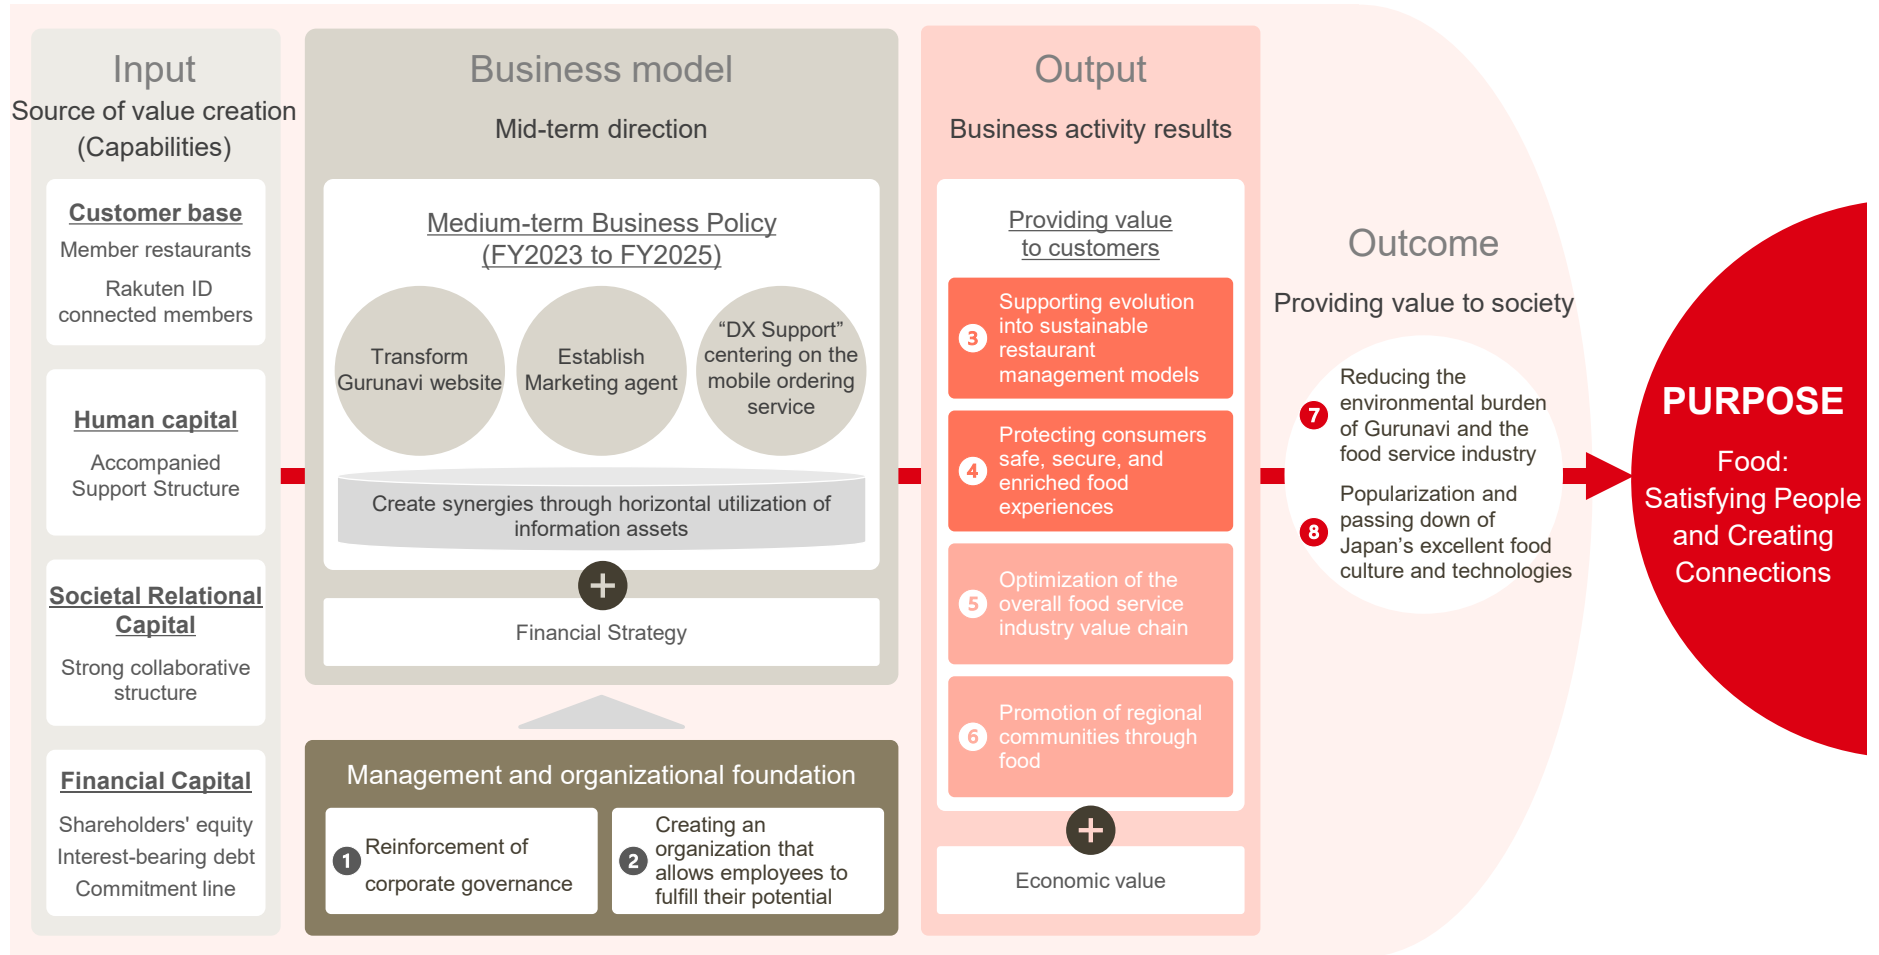 Input
Source of value creation
(Capabilities)
Customer base
Member restaurants
Rakuten ID
connected members
Human capital
Accompanied
Support Structure
Societal Relational
Capital
Strong collaborative
structure
Financial Capital
Shareholders' equity
Interest-bearing debt
Commitment line
Business model
Mid-term direction
Medium-term Business Policy
(FY2023 to FY2025)
Transform
Gurunavi website
Establish
Marketing agent
“DX Support”
centering on the
mobile ordering
service
Create synergies through horizontal utilization of
information assets
+
Financial Strategy
Management and organizational foundation
1
Reinforcement of
corporate governance
2
Creating an
organization that
allows employees to
fulfill their potential
Output
Business activity results
Providing value
to customers
3
Supporting evolution
into sustainable
restaurant
management models
4
Protecting consumers
safe, secure, and
enriched food
experiences
5
Optimization of the
overall food service
industry value chain
6
Promotion of regional
communities through
food
+
Economic value
Outcome
Providing value to society
7
Reducing the
environmental burden
of Gurunavi and the
food service industry
8
Popularization and
passing down of
Japan’s excellent food
culture and technologies
PURPOSE
Food:
Satisfying People
and Creating
Connections